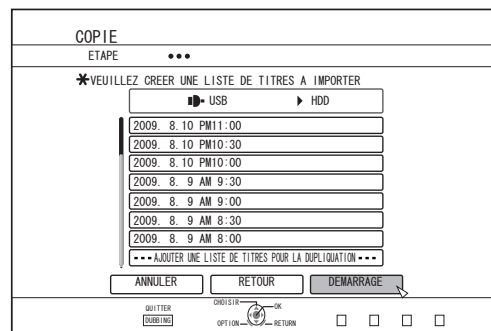 COPIE
ETAPE
*VEUILLEZ CREER UNE LISTE DE TITRES A IMPORTER
USB HDD
2009. 8.10 PM11:00
2009. 8.10 PM10:30
2009. 8.10 PM10:00
2009. 8. 9 AM 9:30
2009. 8. 9 AM 9:00
2009. 8. 9 AM 8:30
2009. 8. 9 AM 8:00
--- AJOUTER UNE LISTE DE TITRES POUR LA DUPLIQUATION ---
ANNULER RETOUR DEMARRAGE
QUITTER CHOISIR OK
DUBBING OPTION RETURN